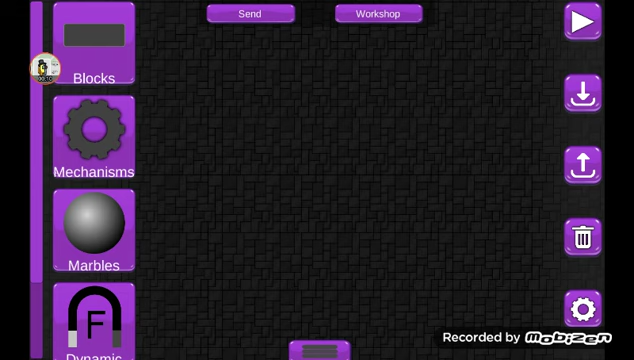 Send
Workshop
Blocks
Mechanisms
Marbles
F
Dynamic
Recorded by Mobizen